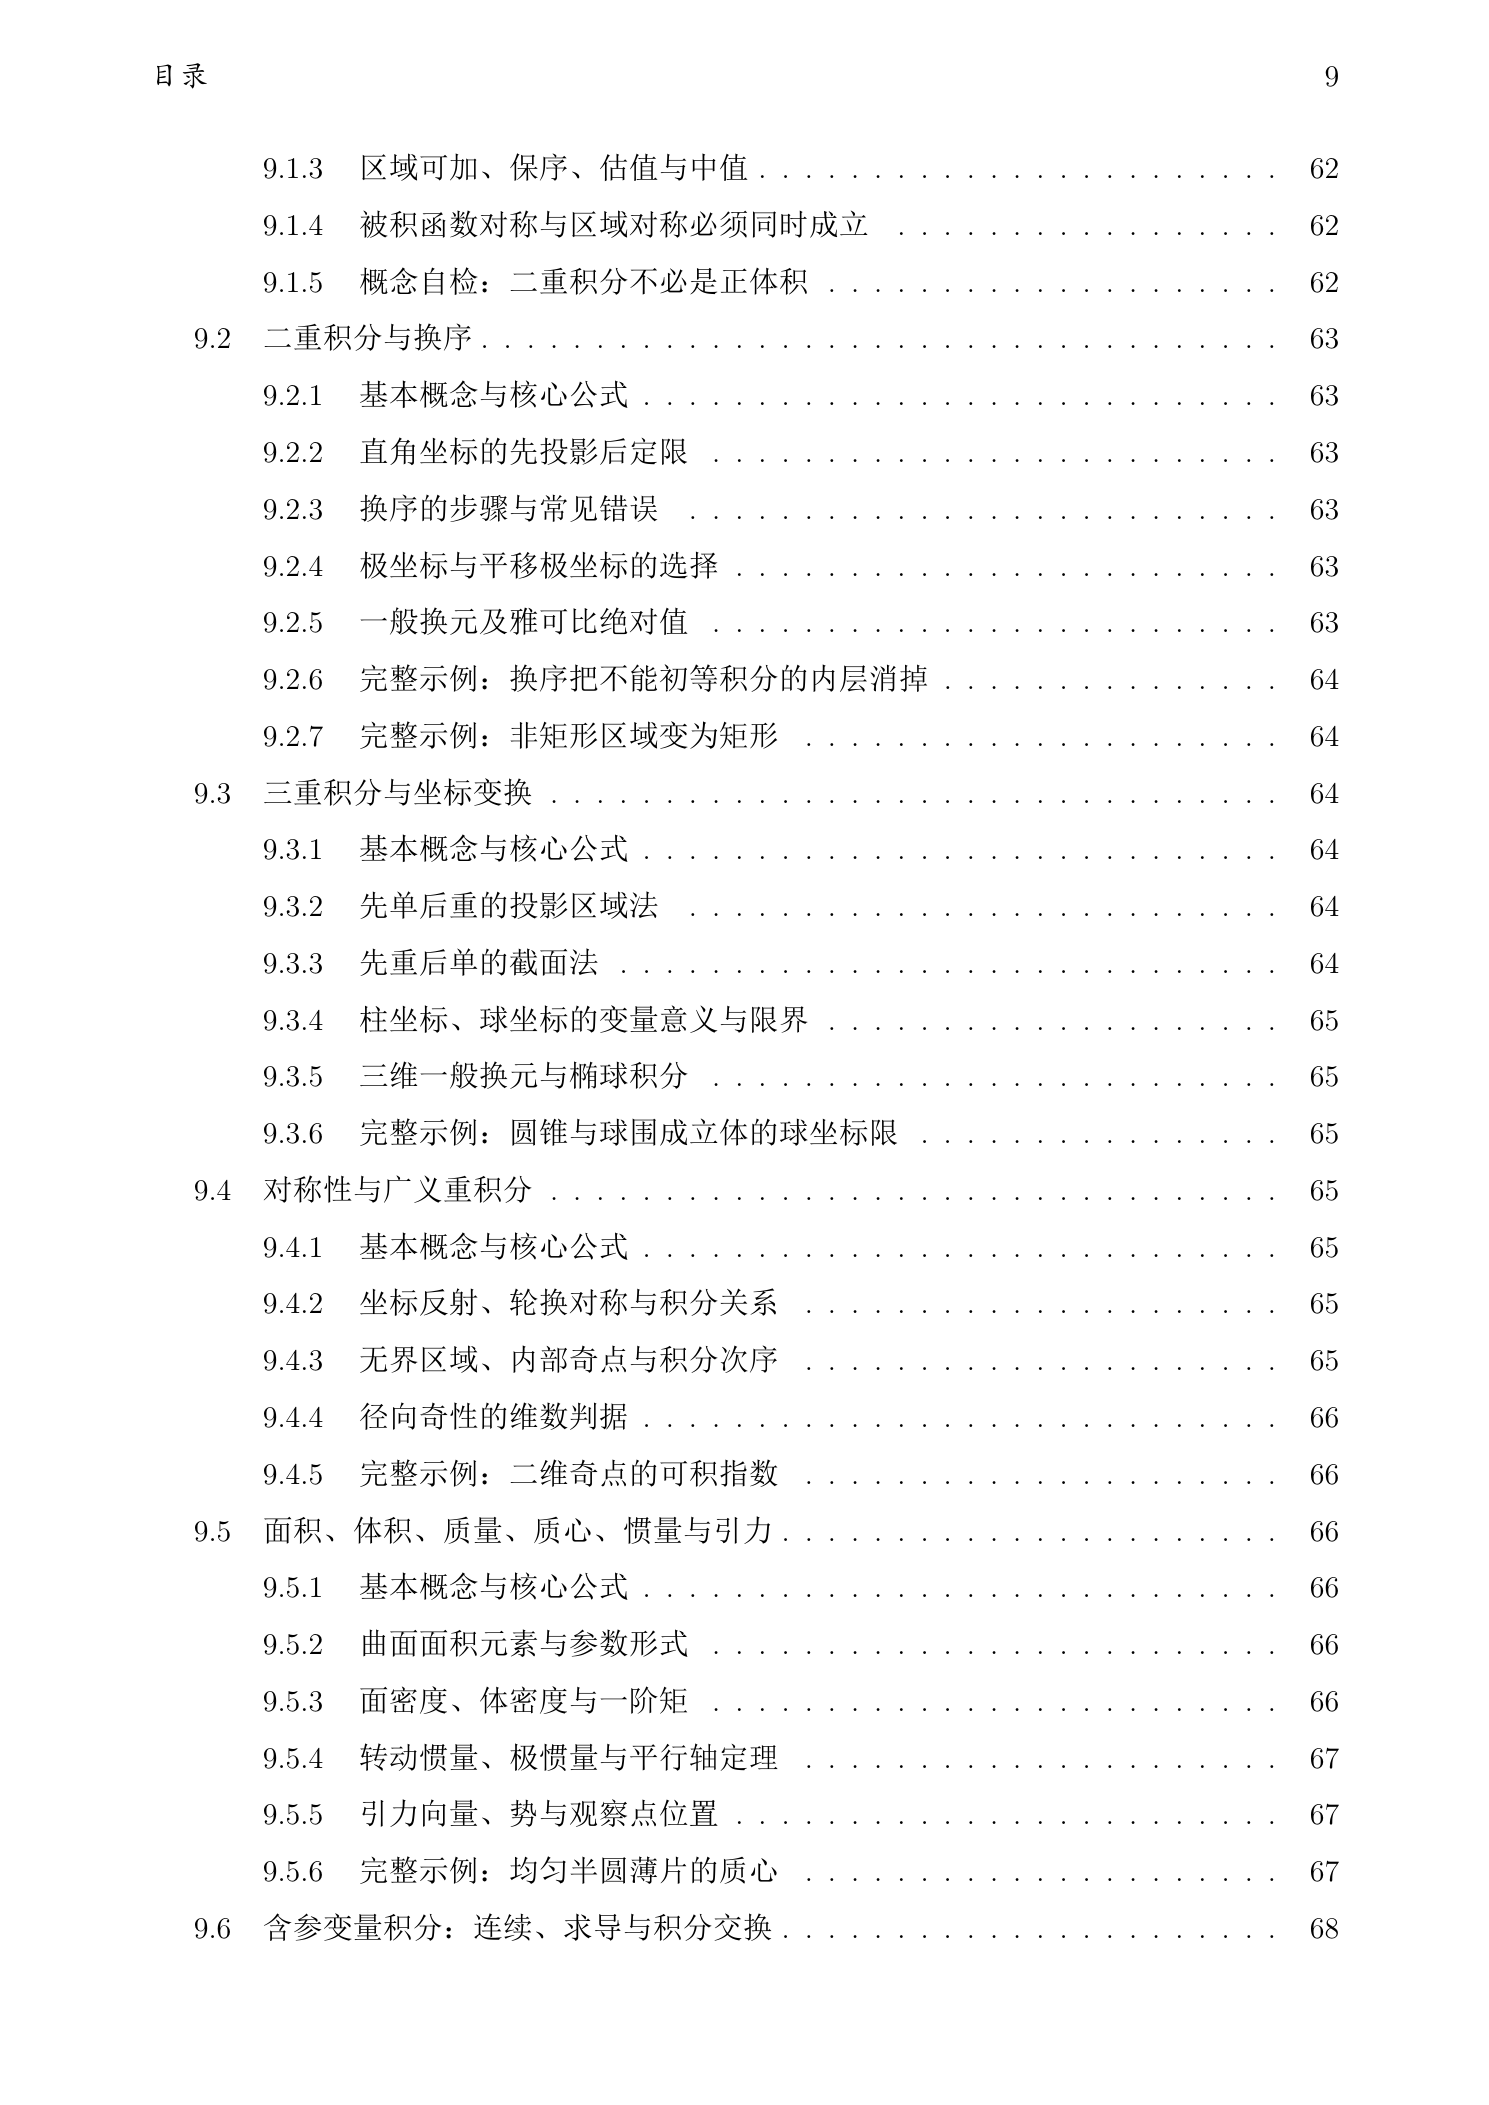 目录 9
9.1.3 区域可加、保序、估值与中值 . . . . . . . . . . . . . . . . . . . . . . . 62
9.1.4 被积函数对称与区域对称必须同时成立 . . . . . . . . . . . . . . . . . 62
9.1.5 概念自检：二重积分不必是正体积 . . . . . . . . . . . . . . . . . . . . 62
9.2 二重积分与换序 . . . . . . . . . . . . . . . . . . . . . . . . . . . . . . . . . . . 63
9.2.1 基本概念与核心公式 . . . . . . . . . . . . . . . . . . . . . . . . . . . . 63
9.2.2 直角坐标的先投影后定限 . . . . . . . . . . . . . . . . . . . . . . . . . 63
9.2.3 换序的步骤与常见错误 . . . . . . . . . . . . . . . . . . . . . . . . . . 63
9.2.4 极坐标与平移极坐标的选择 . . . . . . . . . . . . . . . . . . . . . . . . 63
9.2.5 一般换元及雅可比绝对值 . . . . . . . . . . . . . . . . . . . . . . . . . 63
9.2.6 完整示例：换序把不能初等积分的内层消掉 . . . . . . . . . . . . . . . 64
9.2.7 完整示例：非矩形区域变为矩形 . . . . . . . . . . . . . . . . . . . . . 64
9.3 三重积分与坐标变换 . . . . . . . . . . . . . . . . . . . . . . . . . . . . . . . . 64
9.3.1 基本概念与核心公式 . . . . . . . . . . . . . . . . . . . . . . . . . . . . 64
9.3.2 先单后重的投影区域法 . . . . . . . . . . . . . . . . . . . . . . . . . . 64
9.3.3 先重后单的截面法 . . . . . . . . . . . . . . . . . . . . . . . . . . . . . 64
9.3.4 柱坐标、球坐标的变量意义与限界 . . . . . . . . . . . . . . . . . . . . 65
9.3.5 三维一般换元与椭球积分 . . . . . . . . . . . . . . . . . . . . . . . . . 65
9.3.6 完整示例：圆锥与球围成立体的球坐标限 . . . . . . . . . . . . . . . . 65
9.4 对称性与广义重积分 . . . . . . . . . . . . . . . . . . . . . . . . . . . . . . . . 65
9.4.1 基本概念与核心公式 . . . . . . . . . . . . . . . . . . . . . . . . . . . . 65
9.4.2 坐标反射、轮换对称与积分关系 . . . . . . . . . . . . . . . . . . . . . 65
9.4.3 无界区域、内部奇点与积分次序 . . . . . . . . . . . . . . . . . . . . . 65
9.4.4 径向奇性的维数判据 . . . . . . . . . . . . . . . . . . . . . . . . . . . . 66
9.4.5 完整示例：二维奇点的可积指数 . . . . . . . . . . . . . . . . . . . . . 66
9.5 面积、体积、质量、质心、惯量与引力 . . . . . . . . . . . . . . . . . . . . . . 66
9.5.1 基本概念与核心公式 . . . . . . . . . . . . . . . . . . . . . . . . . . . . 66
9.5.2 曲面面积元素与参数形式 . . . . . . . . . . . . . . . . . . . . . . . . . 66
9.5.3 面密度、体密度与一阶矩 . . . . . . . . . . . . . . . . . . . . . . . . . 66
9.5.4 转动惯量、极惯量与平行轴定理 . . . . . . . . . . . . . . . . . . . . . 67
9.5.5 引力向量、势与观察点位置 . . . . . . . . . . . . . . . . . . . . . . . . 67
9.5.6 完整示例：均匀半圆薄片的质心 . . . . . . . . . . . . . . . . . . . . . 67
9.6 含参变量积分：连续、求导与积分交换 . . . . . . . . . . . . . . . . . . . . . . 68